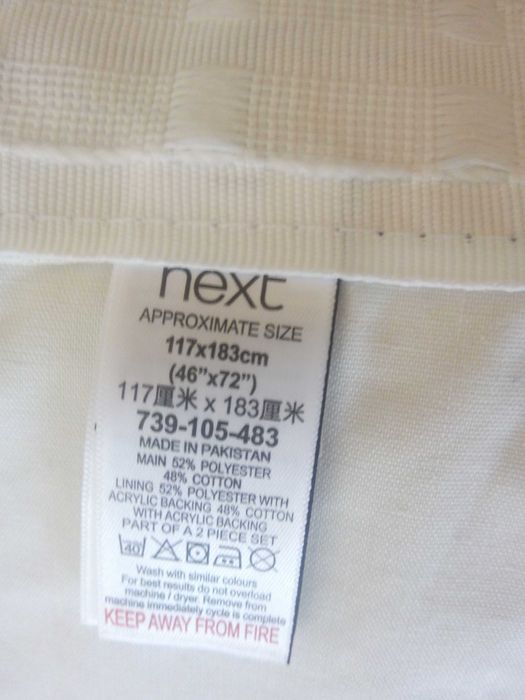 next
APPROXIMATE SIZE
117x183cm
(46"x72")
117厘米 x 183厘米
739-105-483
MADE IN PAKISTAN
MAIN 52% POLYESTER
48% COTTON
LINING 52% POLYESTER WITH
ACRYLIC BACKING 48% COTTON
WITH ACRYLIC BACKING
PART OF A 2 PIECE SET
40
Wash with similar colours
For best results do not overload
machine / dryer. Remove from
machine immediately cycle is complete
KEEP AWAY FROM FIRE